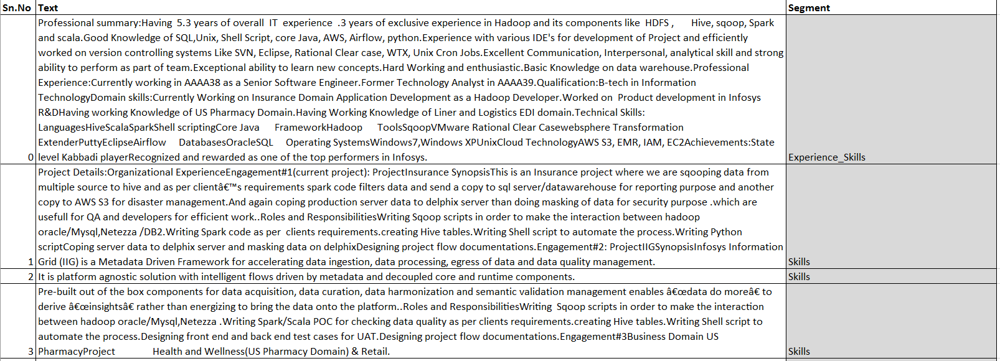 Sn.No Text Segment
Professional summary:Having 5.3 years of overall IT experience .3 years of exclusive experience in Hadoop and its components like HDFS , Hive, sqoop, Spark
and scala.Good Knowledge of SQL,Unix, Shell Script, core Java, AWS, Airflow, python.Experience with various IDE's for development of Project and efficiently
worked on version controlling systems Like SVN, Eclipse, Rational Clear case, WTX, Unix Cron Jobs.Excellent Communication, Interpersonal, analytical skill and strong
ability to perform as part of team.Exceptional ability to learn new concepts.Hard Working and enthusiastic.Basic Knowledge on data warehouse.Professional
Experience:Currently working in AAAA38 as a Senior Software Engineer.Former Technology Analyst in AAAA39.Qualification:B-tech in Information
TechnologyDomain skills:Currently Working on Insurance Domain Application Development as a Hadoop Developer.Worked on Product development in Infosys
R&DHaving working Knowledge of US Pharmacy Domain.Having Working Knowledge of Liner and Logistics EDI domain.Technical Skills:
LanguagesHiveScalaSparkShell scriptingCore Java FrameworkHadoop ToolsSqoopVMware Rational Clear Casewebsphere Transformation
ExtenderPuttyEclipseAirflow DatabasesOracleSQL Operating SystemsWindows7,Windows XPUnixCloud TechnologyAWS S3, EMR, IAM, EC2Achievements:State
0 level Kabbadi playerRecognized and rewarded as one of the top performers in Infosys. Experience_Skills
Project Details:Organizational ExperienceEngagement#1(current project): ProjectInsurance SynopsisThis is an Insurance project where we are sqooping data from
multiple source to hive and as per clientâ€™s requirements spark code filters data and send a copy to sql server/datawarehouse for reporting purpose and another
copy to AWS S3 for disaster management.And again coping production server data to delphix server than doing masking of data for security purpose .which are
usefull for QA and developers for efficient work..Roles and ResponsibilitiesWriting Sqoop scripts in order to make the interaction between hadoop
oracle/Mysql,Netezza /DB2.Writing Spark code as per clients requirements.creating Hive tables.Writing Shell script to automate the process.Writing Python
scriptCoping server data to delphix server and masking data on delphixDesigning project flow documentations.Engagement#2: ProjectIIGSynopsisInfosys Information
1 Grid (IIG) is a Metadata Driven Framework for accelerating data ingestion, data processing, egress of data and data quality management. Skills
2 It is platform agnostic solution with intelligent flows driven by metadata and decoupled core and runtime components. Skills
Pre-built out of the box components for data acquisition, data curation, data harmonization and semantic validation management enables â€œdata do moreâ€ to
derive â€œinsightsâ€ rather than energizing to bring the data onto the platform..Roles and ResponsibilitiesWriting Sqoop scripts in order to make the interaction
between hadoop oracle/Mysql,Netezza .Writing Spark/Scala POC for checking data quality as per clients requirements.creating Hive tables.Writing Shell script to
automate the process.Designing front end and back end test cases for UAT.Designing project flow documentations.Engagement#3Business Domain US
3 PharmacyProject Health and Wellness(US Pharmacy Domain) & Retail. Skills